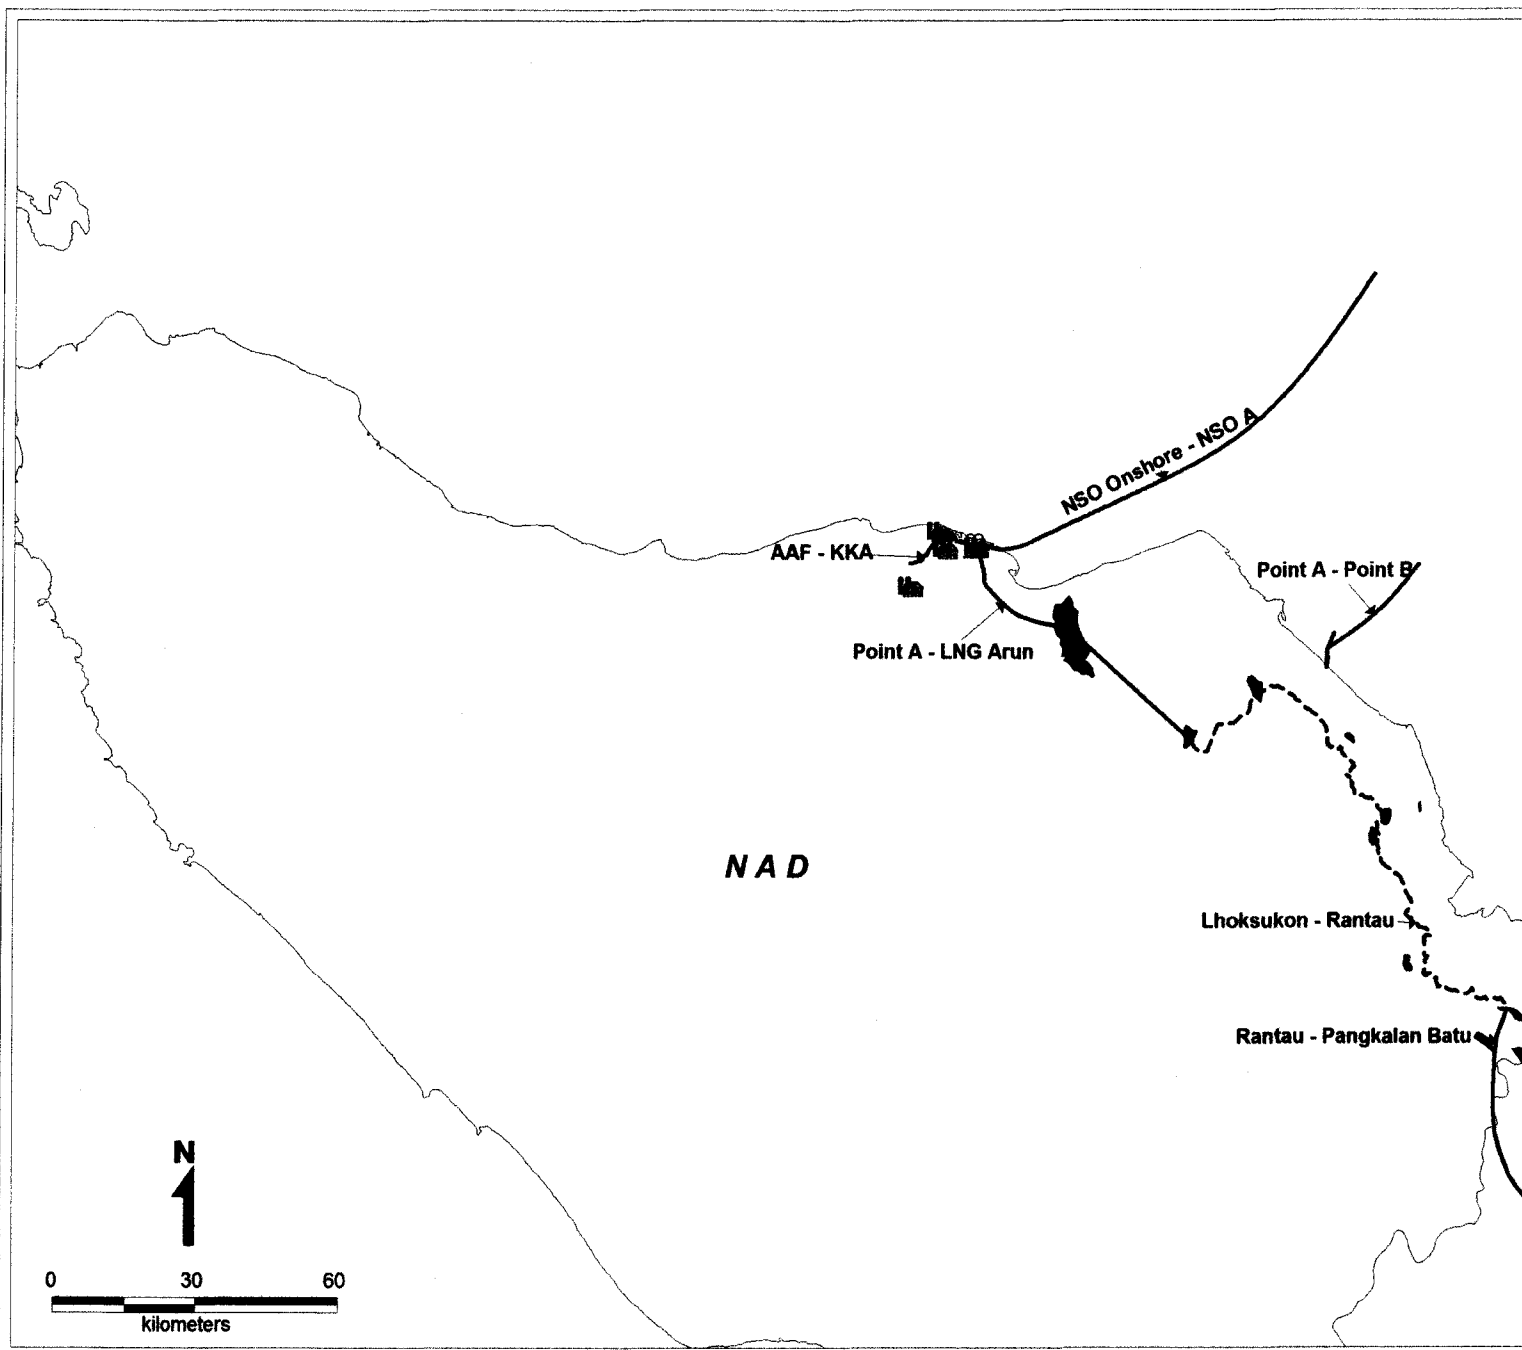 NSO Onshore - NSO A
AAF - KKA
Point A - Point B
Point A - LNG Arun
NAD
Lhoksukon - Rantau
Rantau - Pangkalan Batu
N
0 30 60
kilometers